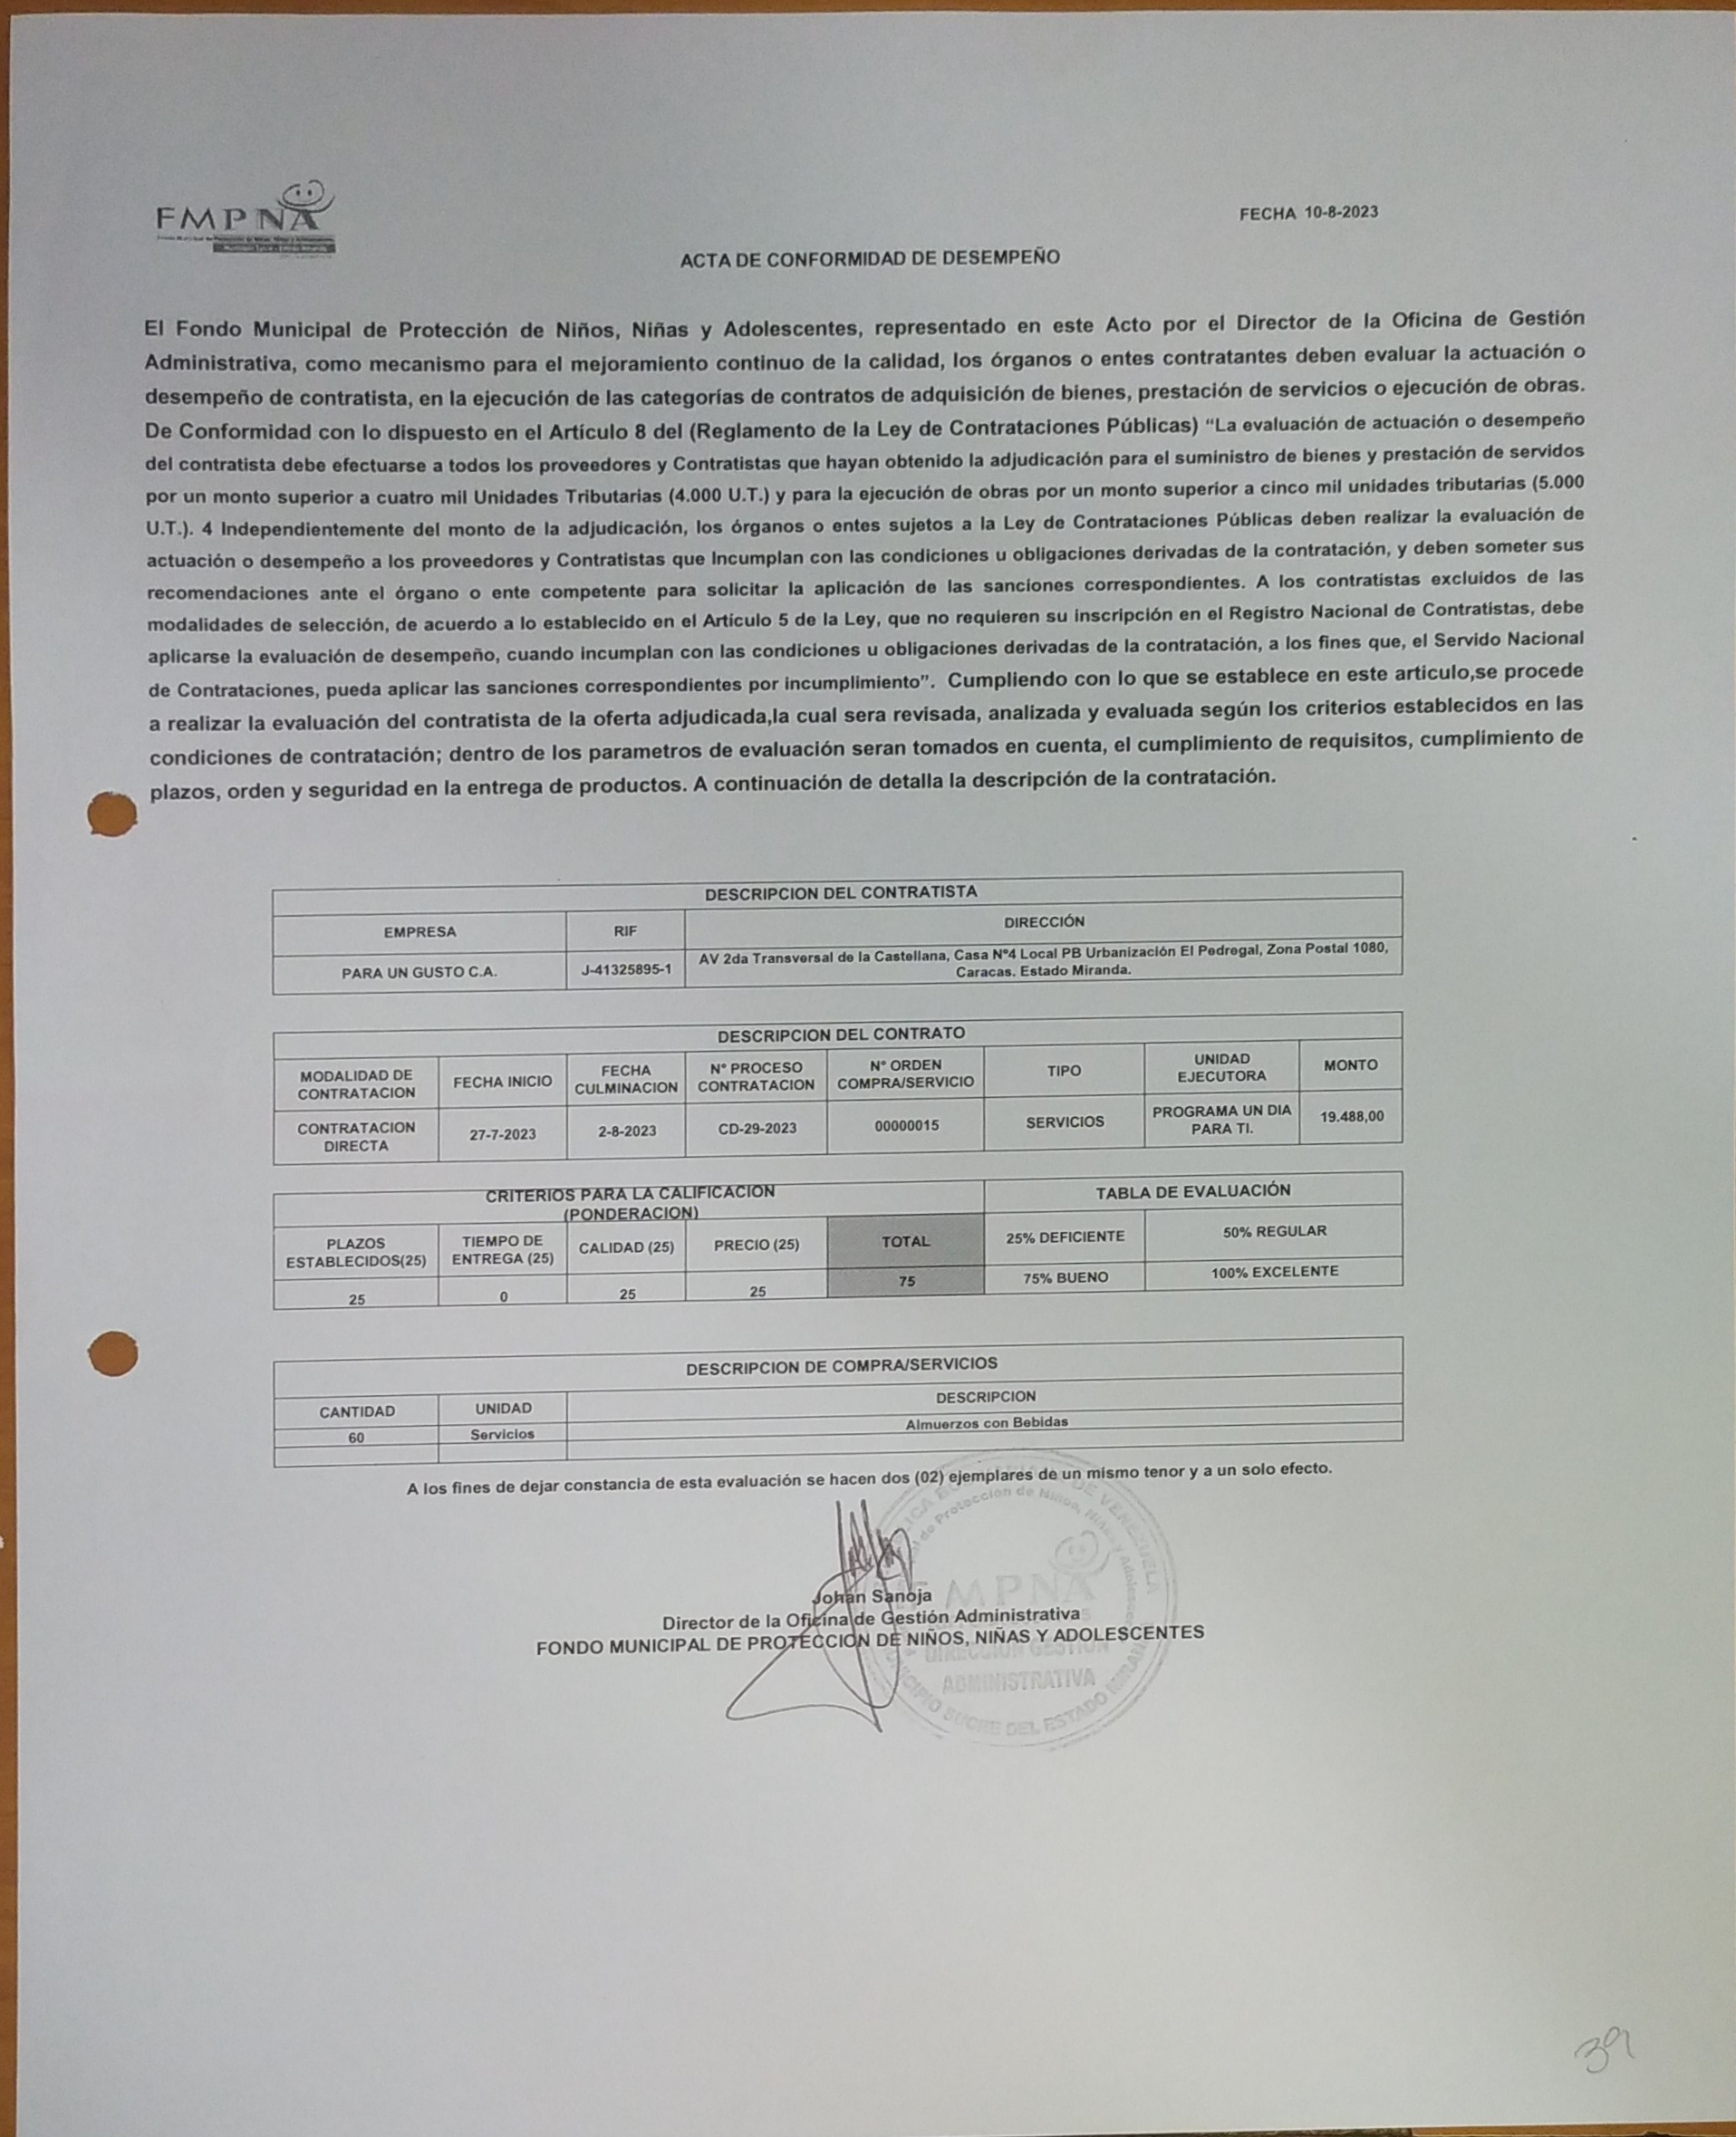 FMPNA
FECHA 10-8-2023
ACTA DE CONFORMIDAD DE DESEMPEÑO
El Fondo Municipal de Protección de Niños, Niñas y Adolescentes, representado en este Acto por el Director de la Oficina de Gestión
Administrativa, como mecanismo para el mejoramiento continuo de la calidad, los órganos o entes contratantes deben evaluar la actuación o
desempeño de contratista, en la ejecución de las categorías de contratos de adquisición de bienes, prestación de servicios o ejecución de obras.
De Conformidad con lo dispuesto en el Artículo 8 del (Reglamento de la Ley de Contrataciones Públicas) “La evaluación de actuación o desempeño
del contratista debe efectuarse a todos los proveedores y Contratistas que hayan obtenido la adjudicación para el suministro de bienes y prestación de servidos
por un monto superior a cuatro mil Unidades Tributarias (4.000 U.T.) y para la ejecución de obras por un monto superior a cinco mil unidades tributarias (5.000
U.T.). 4 Independientemente del monto de la adjudicación, los órganos o entes sujetos a la Ley de Contrataciones Públicas deben realizar la evaluación de
actuación o desempeño a los proveedores y Contratistas que Incumplan con las condiciones u obligaciones derivadas de la contratación, y deben someter sus
recomendaciones ante el órgano o ente competente para solicitar la aplicación de las sanciones correspondientes. A los contratistas excluidos de las
modalidades de selección, de acuerdo a lo establecido en el Artículo 5 de la Ley, que no requieren su inscripción en el Registro Nacional de Contratistas, debe
aplicarse la evaluación de desempeño, cuando incumplan con las condiciones u obligaciones derivadas de la contratación, a los fines que, el Servido Nacional
de Contrataciones, pueda aplicar las sanciones correspondientes por incumplimiento”. Cumpliendo con lo que se establece en este articulo,se procede
a realizar la evaluación del contratista de la oferta adjudicada,la cual sera revisada, analizada y evaluada según los criterios establecidos en las
condiciones de contratación; dentro de los parametros de evaluación seran tomados en cuenta, el cumplimiento de requisitos, cumplimiento de
plazos, orden y seguridad en la entrega de productos. A continuación de detalla la descripción de la contratación.
DESCRIPCION DEL CONTRATISTA
EMPRESA RIF DIRECCIÓN
PARA UN GUSTO C.A. J-41325895-1 AV 2da Transversal de la Castellana, Casa Nº4 Local PB Urbanización El Pedregal, Zona Postal 1080,
Caracas. Estado Miranda.
DESCRIPCION DEL CONTRATO
MODALIDAD DE CONTRATACION FECHA INICIO FECHA CULMINACION Nº PROCESO CONTRATACION Nº ORDEN COMPRA/SERVICIO TIPO UNIDAD EJECUTORA MONTO
CONTRATACION DIRECTA 27-7-2023 2-8-2023 CD-29-2023 00000015 SERVICIOS PROGRAMA UN DIA PARA TI. 19.488,00
CRITERIOS PARA LA CALIFICACION (PONDERACION) TABLA DE EVALUACIÓN
PLAZOS ESTABLECIDOS(25) TIEMPO DE ENTREGA (25) CALIDAD (25) PRECIO (25) TOTAL 25% DEFICIENTE 50% REGULAR
25 0 25 25 75 75% BUENO 100% EXCELENTE
DESCRIPCION DE COMPRA/SERVICIOS
CANTIDAD UNIDAD DESCRIPCION
60 Servicios Almuerzos con Bebidas
A los fines de dejar constancia de esta evaluación se hacen dos (02) ejemplares de un mismo tenor y a un solo efecto.
Johan Sanoja
Director de la Oficina de Gestión Administrativa
FONDO MUNICIPAL DE PROTECCION DE NIÑOS, NIÑAS Y ADOLESCENTES
FMPNA
DIRECCIÓN GESTIÓN
ADMINISTRATIVA
39